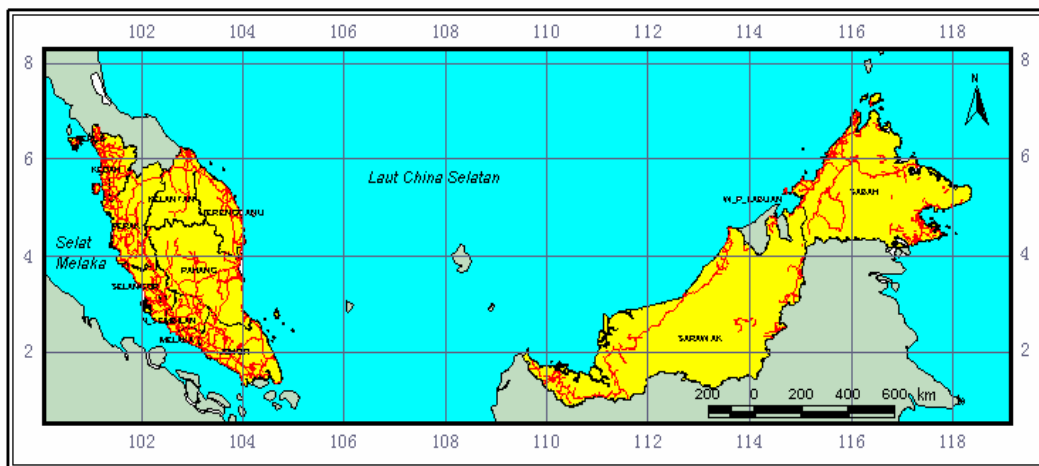 102 104 106 108 110 112 114 116 118
8 8
N
6 6
KEDAH
Laut China Selatan
SABAH
W_P_LABUAN
KELANTAN
TERENGGANU
PERAK
Selat
Melaka
4 4
PAHANG
SELANGOR
N_SEMBILAN
MELAKA
JOHOR
SARAWAK
2 2
200 0 200 400 600 km
102 104 106 108 110 112 114 116 118